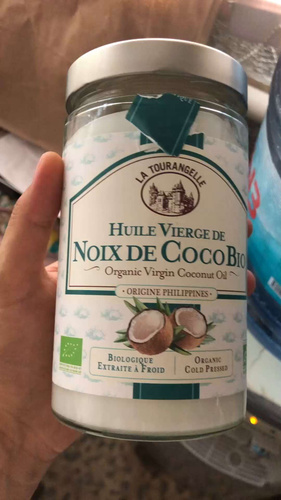 LA TOURANGELLE
HUILE VIERGE DE
NOIX DE COCO BIO
Organic Virgin Coconut Oil
• ORIGINE PHILIPPINES •
BIOLOGIQUE
EXTRAITE À FROID
ORGANIC
COLD PRESSED